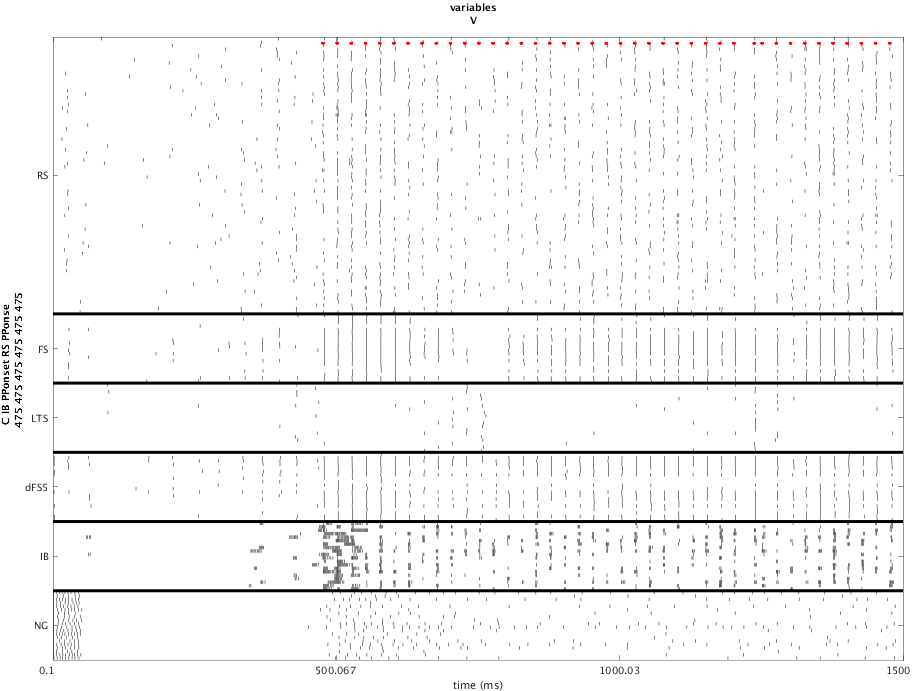 variables
V
C IB PPonset RS PPonse
475 475 475 475 475 475
RS
FS
LTS
dFS5
IB
NG
0.1
500.067
1000.03
1500
time (ms)